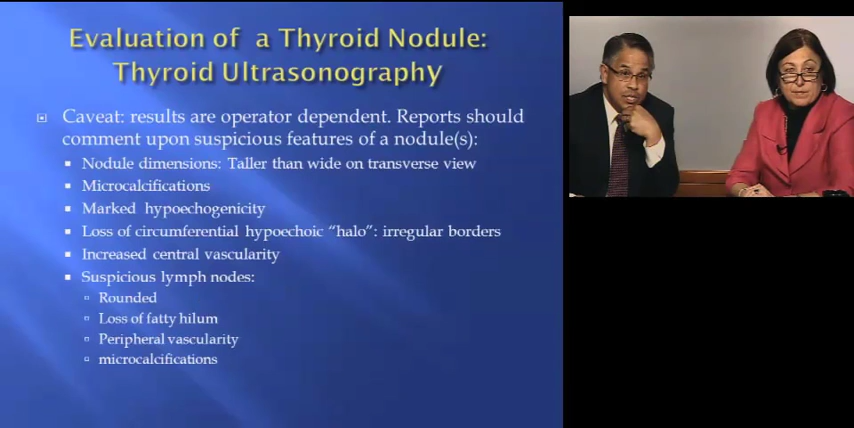 Evaluation of a Thyroid Nodule:
Thyroid Ultrasonography
Caveat: results are operator dependent. Reports should
comment upon suspicious features of a nodule(s):
Nodule dimensions: Taller than wide on transverse view
Microcalcifications
Marked hypoechogenicity
Loss of circumferential hypoechoic “halo”: irregular borders
Increased central vascularity
Suspicious lymph nodes:
Rounded
Loss of fatty hilum
Peripheral vascularity
microcalcifications